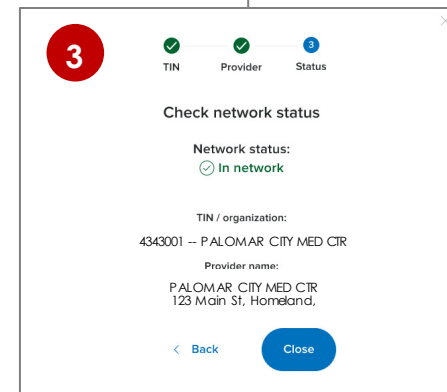 3
3
TIN Provider Status
Check network status
Network status:
In network
TIN / organization:
4343001 -- PALOMAR CITY MED CTR
Provider name:
PALOMAR CITY MED CTR
123 Main St, Homeland,
< Back Close